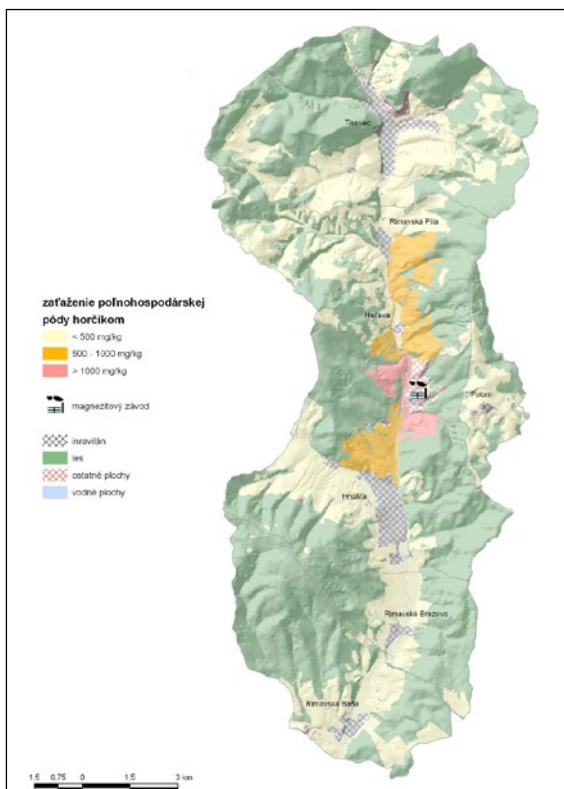 Tisovec
Rimavská Píla
Hačava
Polom
Hnúšťa
Rimavské Brezovo
Rimavská Baňa
zaťaženie poľnohospodárskej
pôdy horčíkom
< 500 mg/kg
500 - 1000 mg/kg
> 1000 mg/kg
magnezitový závod
intravilán
les
ostatné plochy
vodné plochy
1,5 0,75 0 1,5 3 km